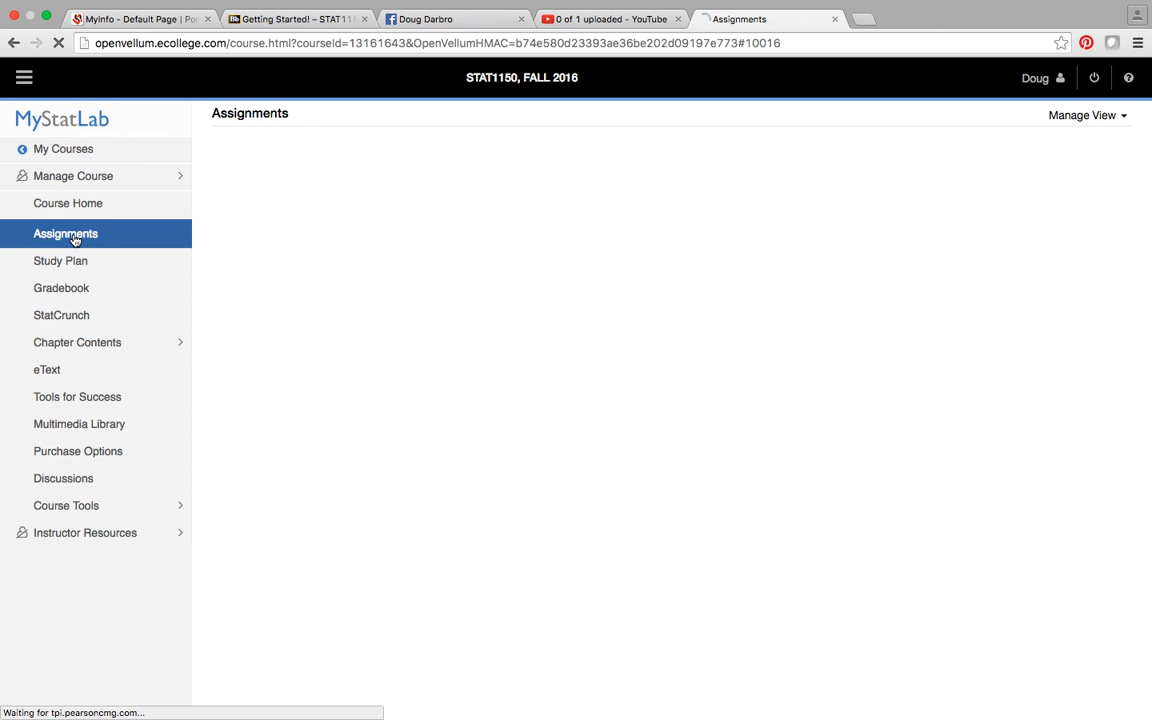 MyInfo - Default Page | Po
Bb Getting Started! – STAT11
Doug Darbro
0 of 1 uploaded - YouTube
Assignments
openvellum.ecollege.com/course.html?courseId=13161643&OpenVellumHMAC=b74e580d23393ae36be202d09197e773#10016
STAT1150, FALL 2016
Doug
MyStatLab
Assignments
Manage View
My Courses
Manage Course
Course Home
Assignments
Study Plan
Gradebook
StatCrunch
Chapter Contents
eText
Tools for Success
Multimedia Library
Purchase Options
Discussions
Course Tools
Instructor Resources
Waiting for tpi.pearsoncmg.com...